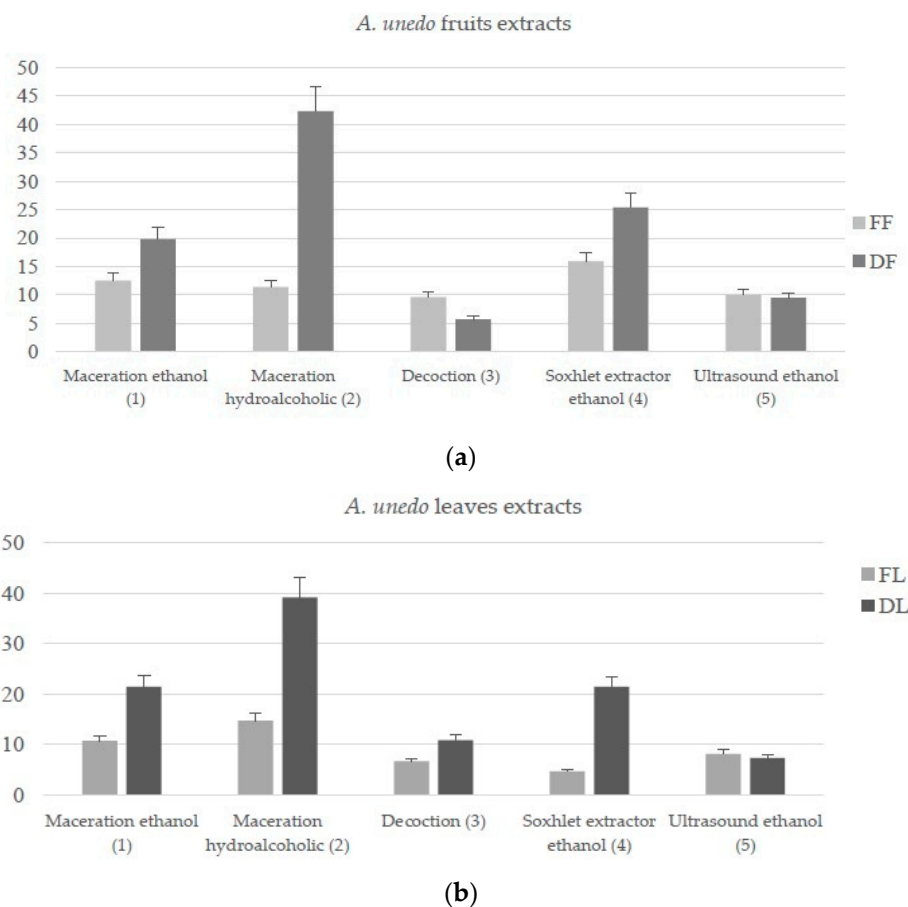 A. unedo fruits extracts
50
45
40
35
30
25
20
15
10
5
0
FF
DF
Maceration ethanol (1)
Maceration hydroalcoholic (2)
Decoction (3)
Soxhlet extractor ethanol (4)
Ultrasound ethanol (5)
(a)
A. unedo leaves extracts
50
40
30
20
10
0
FL
DL
Maceration ethanol (1)
Maceration hydroalcoholic (2)
Decoction (3)
Soxhlet extractor ethanol (4)
Ultrasound ethanol (5)
(b)